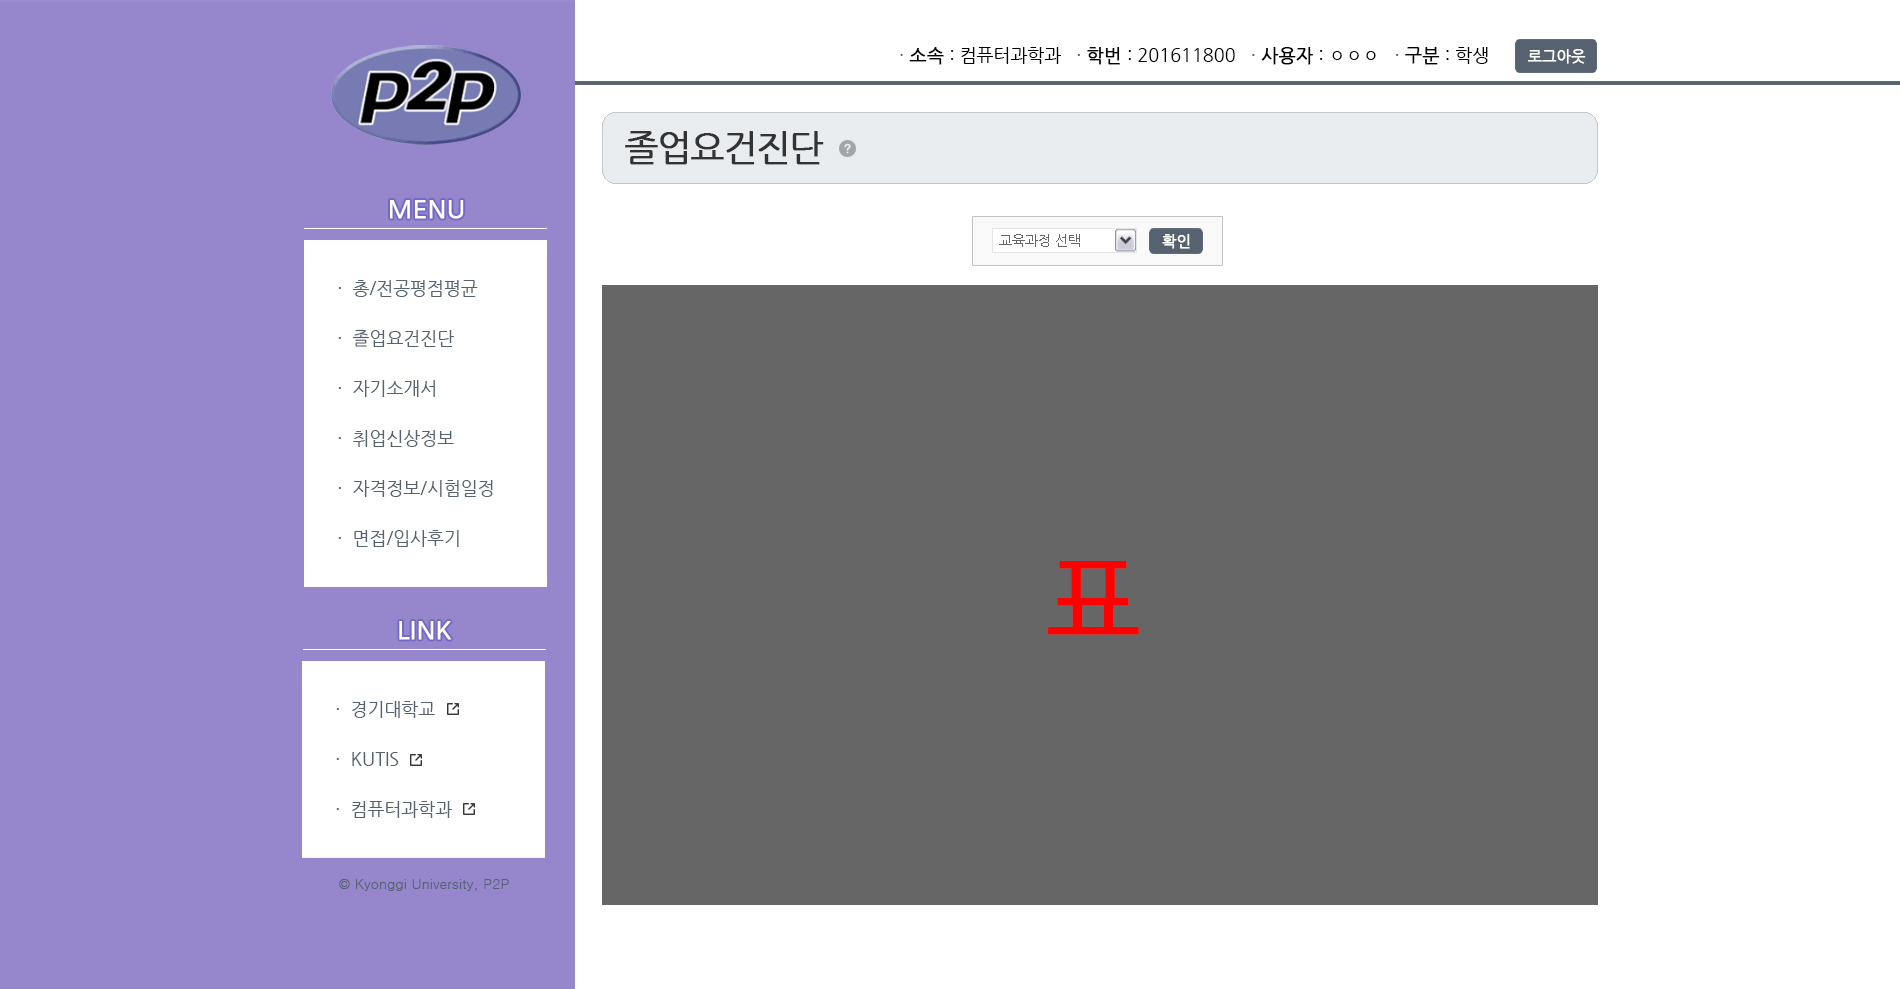 p2p
MENU
· 총/전공평점평균
· 졸업요건진단
· 자기소개서
· 취업신상정보
· 자격정보/시험일정
· 면접/입사후기
LINK
· 경기대학교
· KUTIS
· 컴퓨터과학과
© Kyonggi University, P2P
· 소속 : 컴퓨터과학과 · 학번 : 201611800 · 사용자 : ㅇㅇㅇ · 구분 : 학생 로그아웃
졸업요건진단 ?
교육과정 선택 확인
표